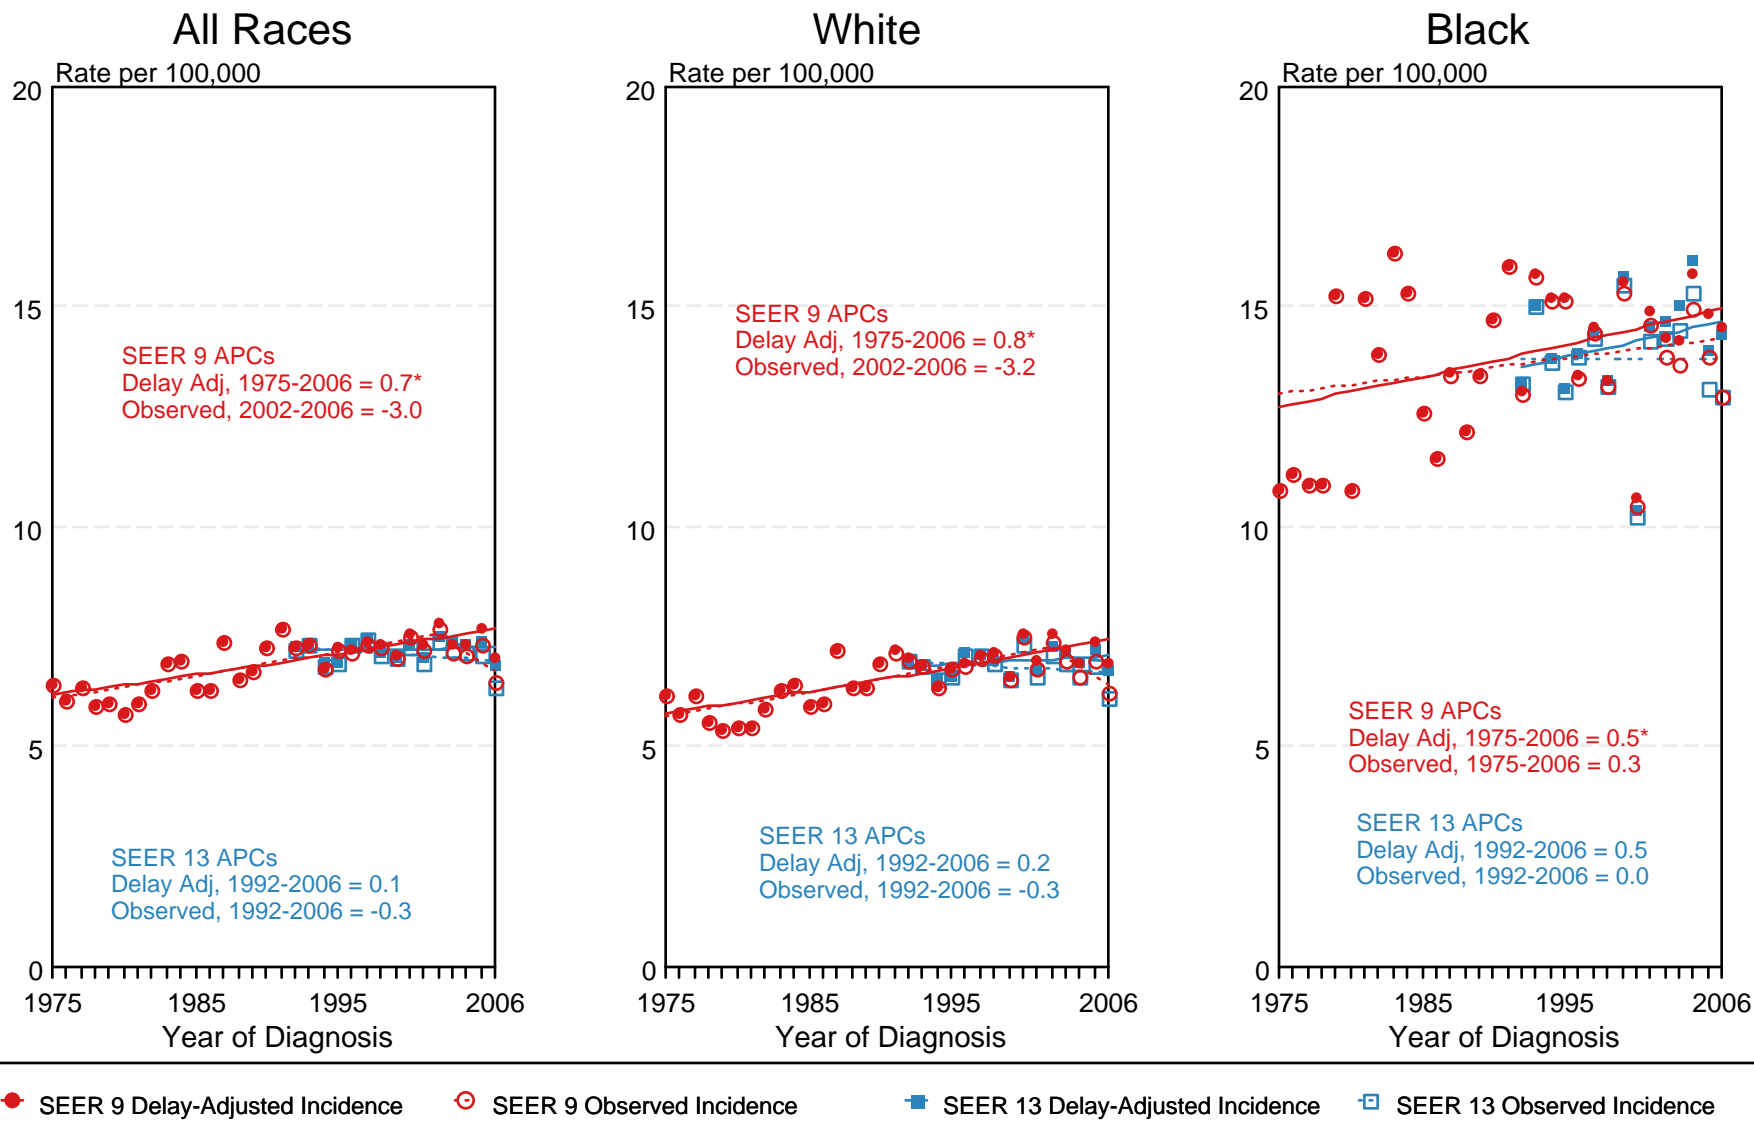 All Races
Rate per 100,000
20
15
10
5
0
SEER 9 APCs
Delay Adj, 1975-2006 = 0.7*
Observed, 2002-2006 = -3.0
SEER 13 APCs
Delay Adj, 1992-2006 = 0.1
Observed, 1992-2006 = -0.3
1975 1985 1995 2006
Year of Diagnosis
White
Rate per 100,000
20
15
10
5
0
SEER 9 APCs
Delay Adj, 1975-2006 = 0.8*
Observed, 2002-2006 = -3.2
SEER 13 APCs
Delay Adj, 1992-2006 = 0.2
Observed, 1992-2006 = -0.3
1975 1985 1995 2006
Year of Diagnosis
Black
Rate per 100,000
20
15
10
5
0
SEER 9 APCs
Delay Adj, 1975-2006 = 0.5*
Observed, 1975-2006 = 0.3
SEER 13 APCs
Delay Adj, 1992-2006 = 0.5
Observed, 1992-2006 = 0.0
1975 1985 1995 2006
Year of Diagnosis
SEER 9 Delay-Adjusted Incidence
SEER 9 Observed Incidence
SEER 13 Delay-Adjusted Incidence
SEER 13 Observed Incidence